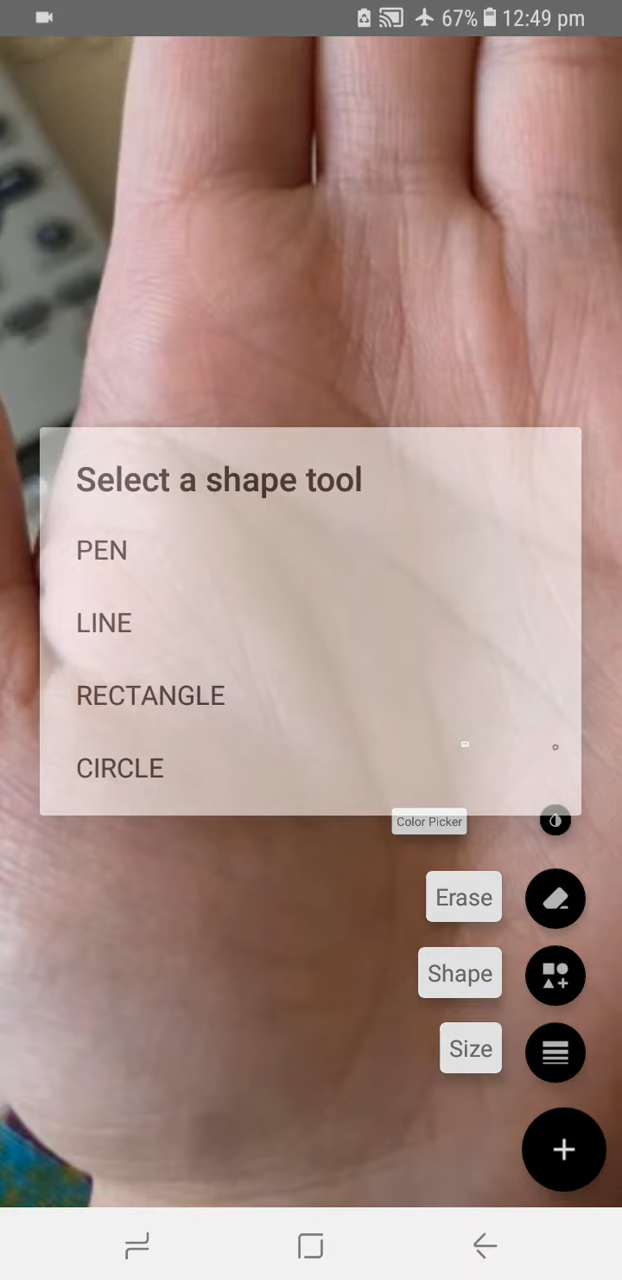 67% 12:49 pm
Select a shape tool
PEN
LINE
RECTANGLE
CIRCLE
Color Picker
Erase
Shape
Size